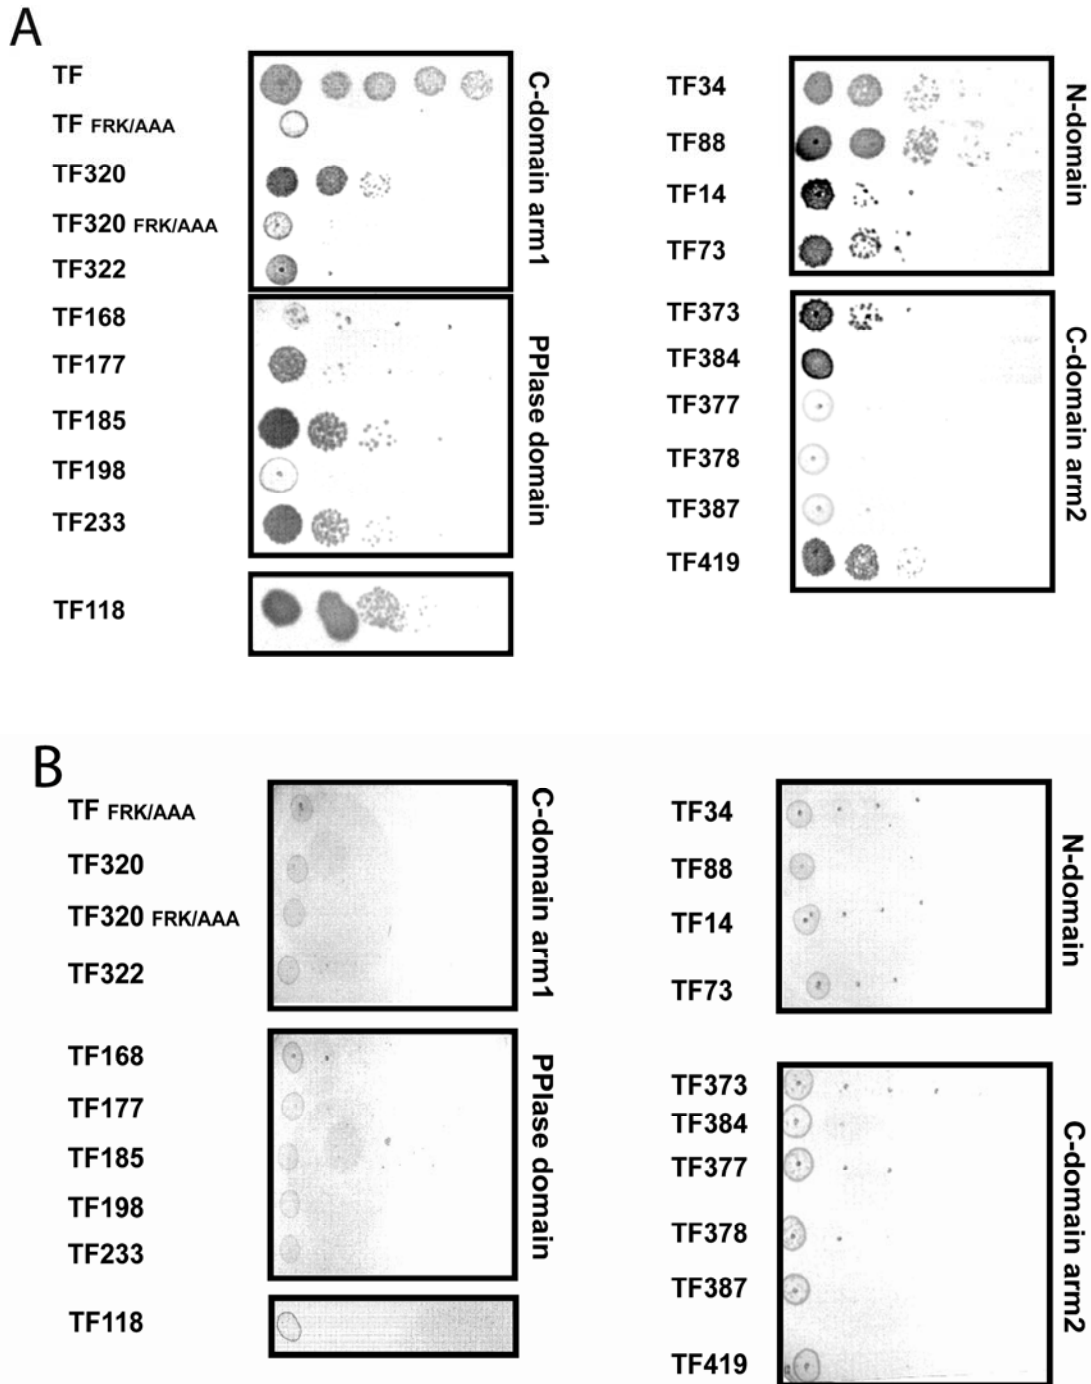 A
TF
TF FRK/AAA
TF320
TF320 FRK/AAA
TF322
C-domain arm1
TF168
TF177
TF185
TF198
TF233
PPIase domain
TF118
TF34
TF88
TF14
TF73
N-domain
TF373
TF384
TF377
TF378
TF387
TF419
C-domain arm2
B
TF FRK/AAA
TF320
TF320 FRK/AAA
TF322
C-domain arm1
TF168
TF177
TF185
TF198
TF233
PPIase domain
TF118
TF34
TF88
TF14
TF73
N-domain
TF373
TF384
TF377
TF378
TF387
TF419
C-domain arm2